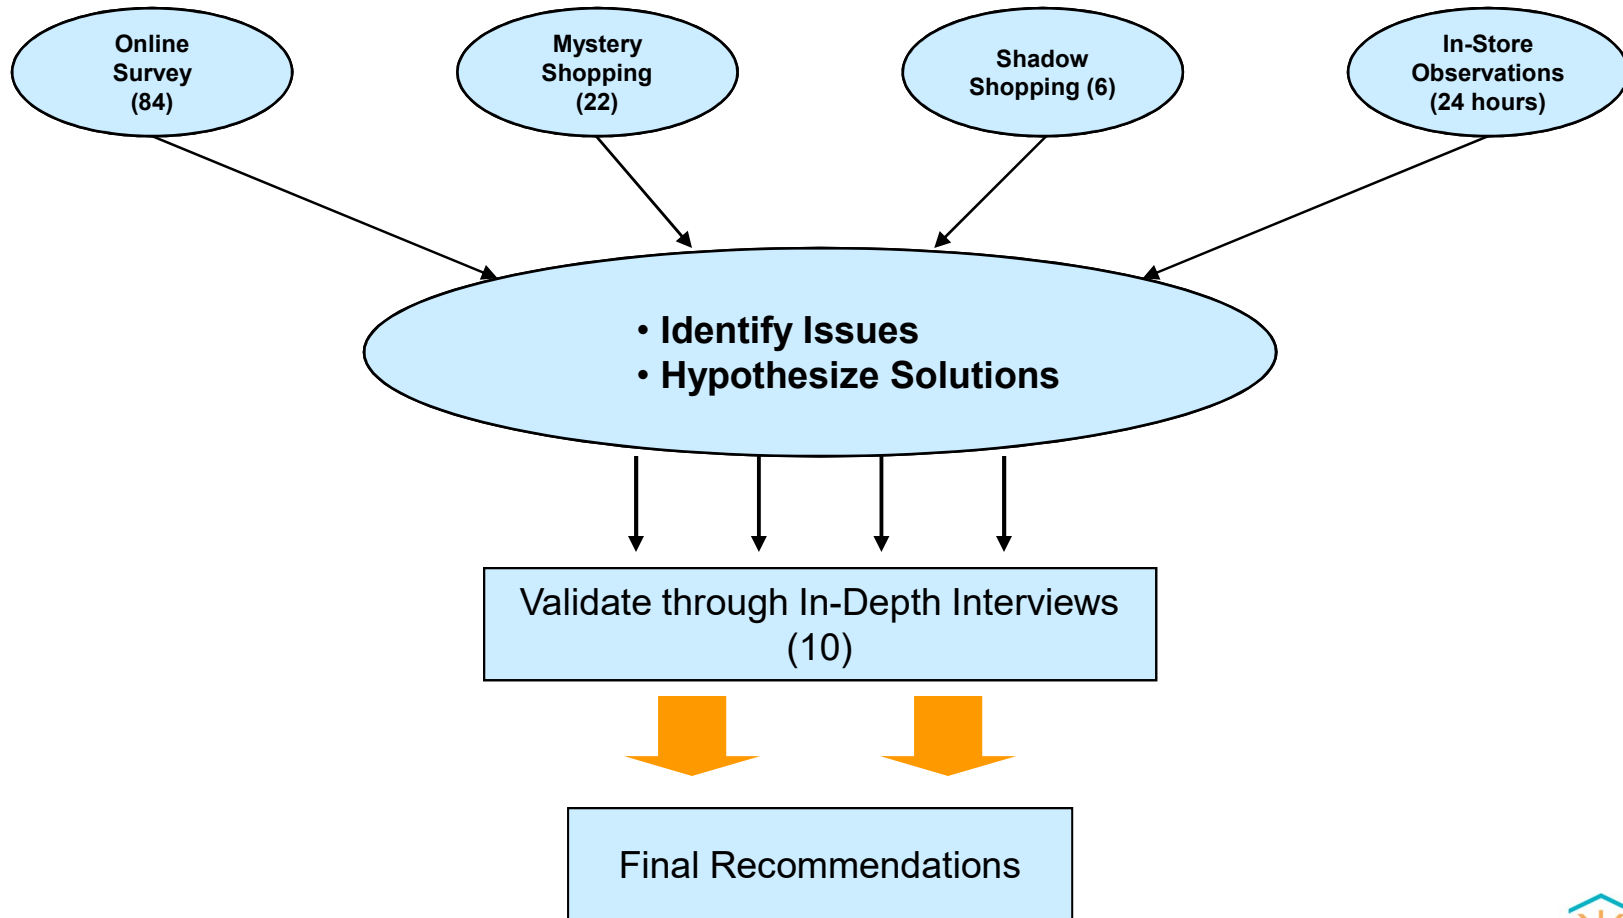 Online
Survey
(84)
Mystery
Shopping
(22)
Shadow
Shopping (6)
In-Store
Observations
(24 hours)
• Identify Issues
• Hypothesize Solutions
Validate through In-Depth Interviews
(10)
Final Recommendations